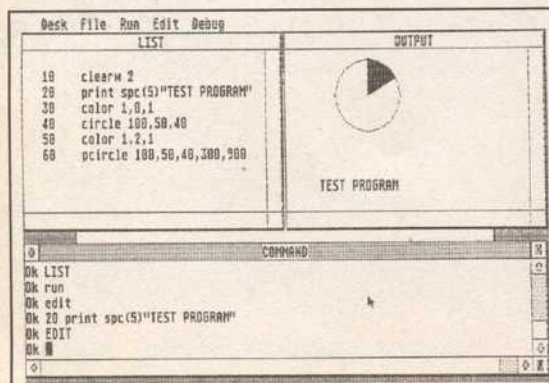 Desk File Run Edit Debug
LIST
10 clearw 2
20 print spc(5)"TEST PROGRAM"
30 color 1,0,1
40 circle 100,50,40
50 color 1,2,1
60 pcircle 100,50,40,300,900
OUTPUT
TEST PROGRAM
COMMAND
Ok LIST
Ok run
Ok edit
Ok 20 print spc(5)"TEST PROGRAM"
Ok EDIT
Ok